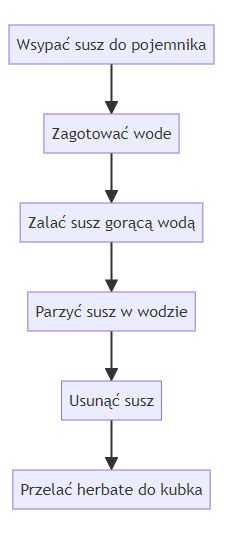 Wsypać susz do pojemnika
Zagotować wode
Zalać susz gorącą wodą
Parzyć susz w wodzie
Usunąć susz
Przelać herbate do kubka